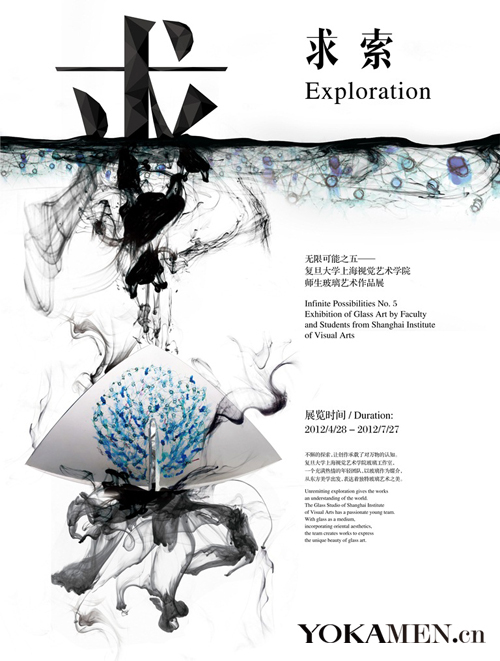 求
求索
Exploration
无限可能之五——
复旦大学上海视觉艺术学院
师生玻璃艺术作品展
Infinite Possibilities No. 5
Exhibition of Glass Art by Faculty
and Students from Shanghai Institute
of Visual Arts
展览时间 / Duration:
2012/4/28 – 2012/7/27
不懈的探索，让创作承载了对万物的认知。
复旦大学上海视觉艺术学院玻璃工作室，
一个充满热情的年轻团队，以玻璃作为媒介，
从东方美学出发，表达着独特玻璃艺术之美。
Unremitting exploration gives the works
an understanding of the world.
The Glass Studio of Shanghai Institute
of Visual Arts has a passionate young team.
With glass as a medium,
incorporating oriental aesthetics,
the team creates works to express
the unique beauty of glass art.
YOKAMEN.cn